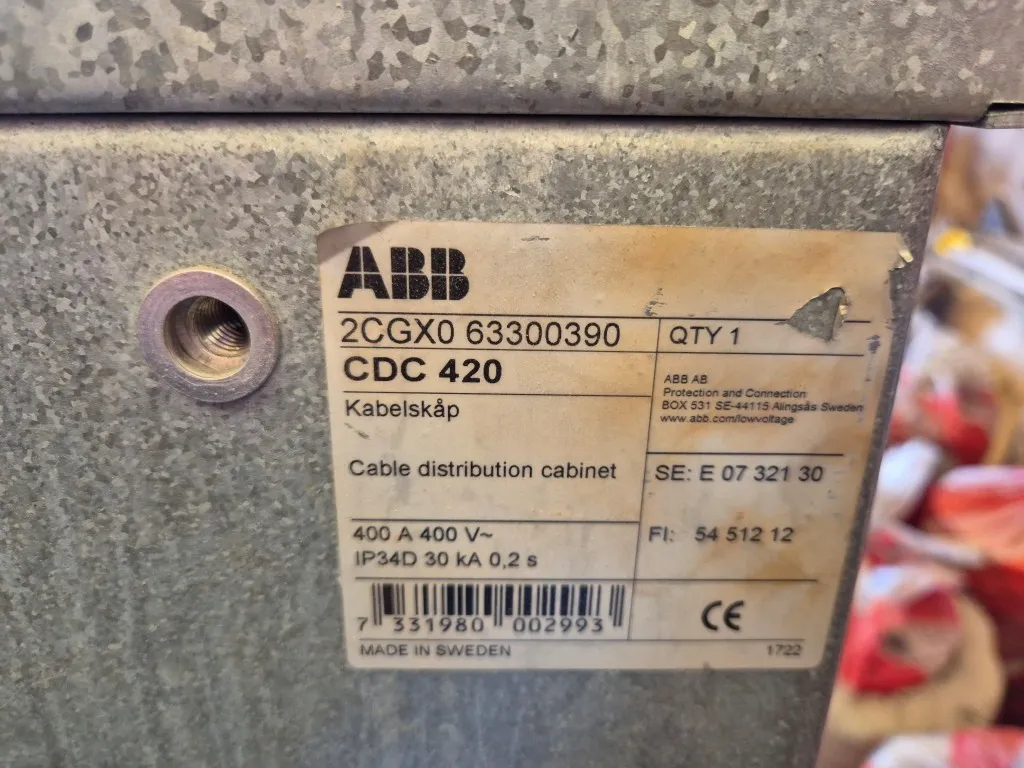 ABB
2CGX0 63300390
QTY 1
CDC 420
Kabelskåp
ABB AB
Protection and Connection
BOX 531 SE-44115 Alingsås Sweden
www.abb.com/lowvoltage
Cable distribution cabinet
SE: E 07 321 30
400 A 400 V~
IP34D 30 kA 0,2 s
FI: 54 512 12
7 331980 002993
CE
MADE IN SWEDEN
1722